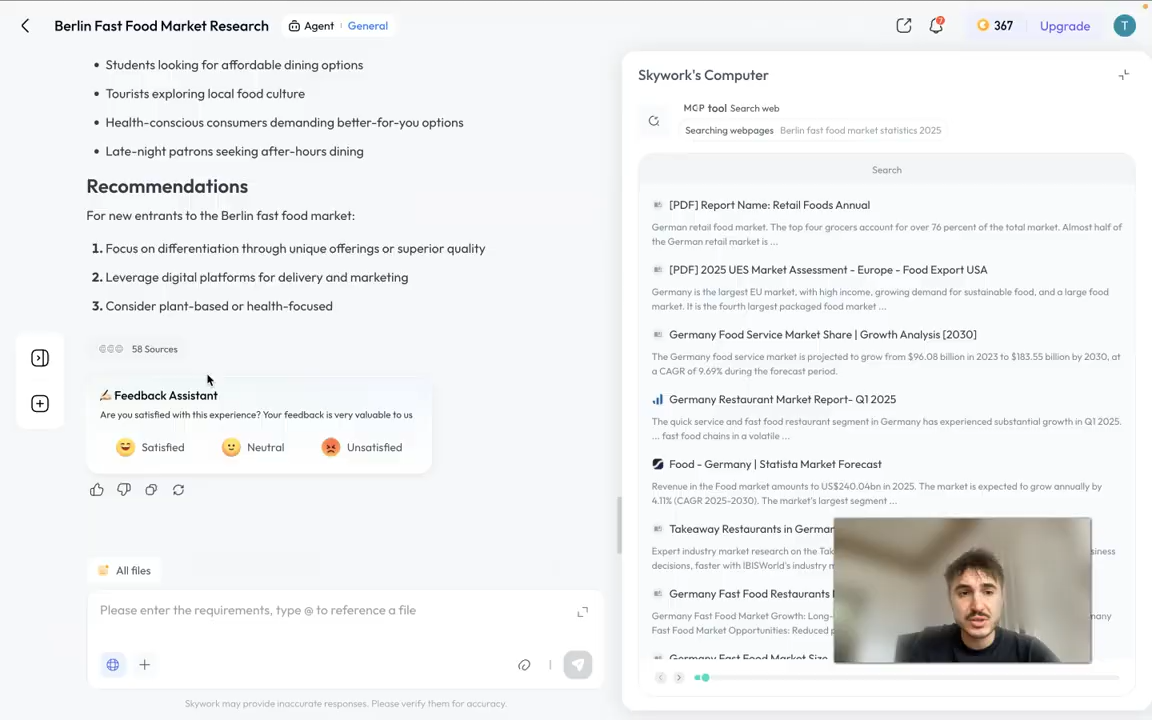 Berlin Fast Food Market Research
Agent
General
7
367
Upgrade
T
Students looking for affordable dining options
Tourists exploring local food culture
Health-conscious consumers demanding better-for-you options
Late-night patrons seeking after-hours dining
Recommendations
For new entrants to the Berlin fast food market:
1. Focus on differentiation through unique offerings or superior quality
2. Leverage digital platforms for delivery and marketing
3. Consider plant-based or health-focused
58 Sources
Feedback Assistant
Are you satisfied with this experience? Your feedback is very valuable to us
Satisfied
Neutral
Unsatisfied
All files
Please enter the requirements, type @ to reference a file
Skywork may provide inaccurate responses. Please verify them for accuracy.
Skywork's Computer
MCP tool Search web
Searching webpages Berlin fast food market statistics 2025
Search
[PDF] Report Name: Retail Foods Annual
German retail food market. The top four grocers account for over 76 percent of the total market. Almost half of
the German retail market is ...
[PDF] 2025 UES Market Assessment - Europe - Food Export USA
Germany is the largest EU market, with high income, growing demand for sustainable food, and a large food
market. It is the fourth largest packaged food market ...
Germany Food Service Market Share | Growth Analysis [2030]
The Germany food service market is projected to grow from $96.08 billion in 2023 to $183.55 billion by 2030, at
a CAGR of 9.69% during the forecast period.
Germany Restaurant Market Report- Q1 2025
The quick service and fast food restaurant segment in Germany has experienced substantial growth in Q1 2025.
... fast food chains in a volatile ...
Food - Germany | Statista Market Forecast
Revenue in the Food market amounts to US$240.04bn in 2025. The market is expected to grow annually by
4.11% (CAGR 2025-2030). The market's largest segment ...
Takeaway Restaurants in German
Expert industry market research on the Tak
siness
decisions, faster with IBISWorld's industry m
Germany Fast Food Restaurants
Germany Fast Food Market Growth: Long-
many
Fast Food Market Opportunities: Reduced p
Germany Fast Food Market Size